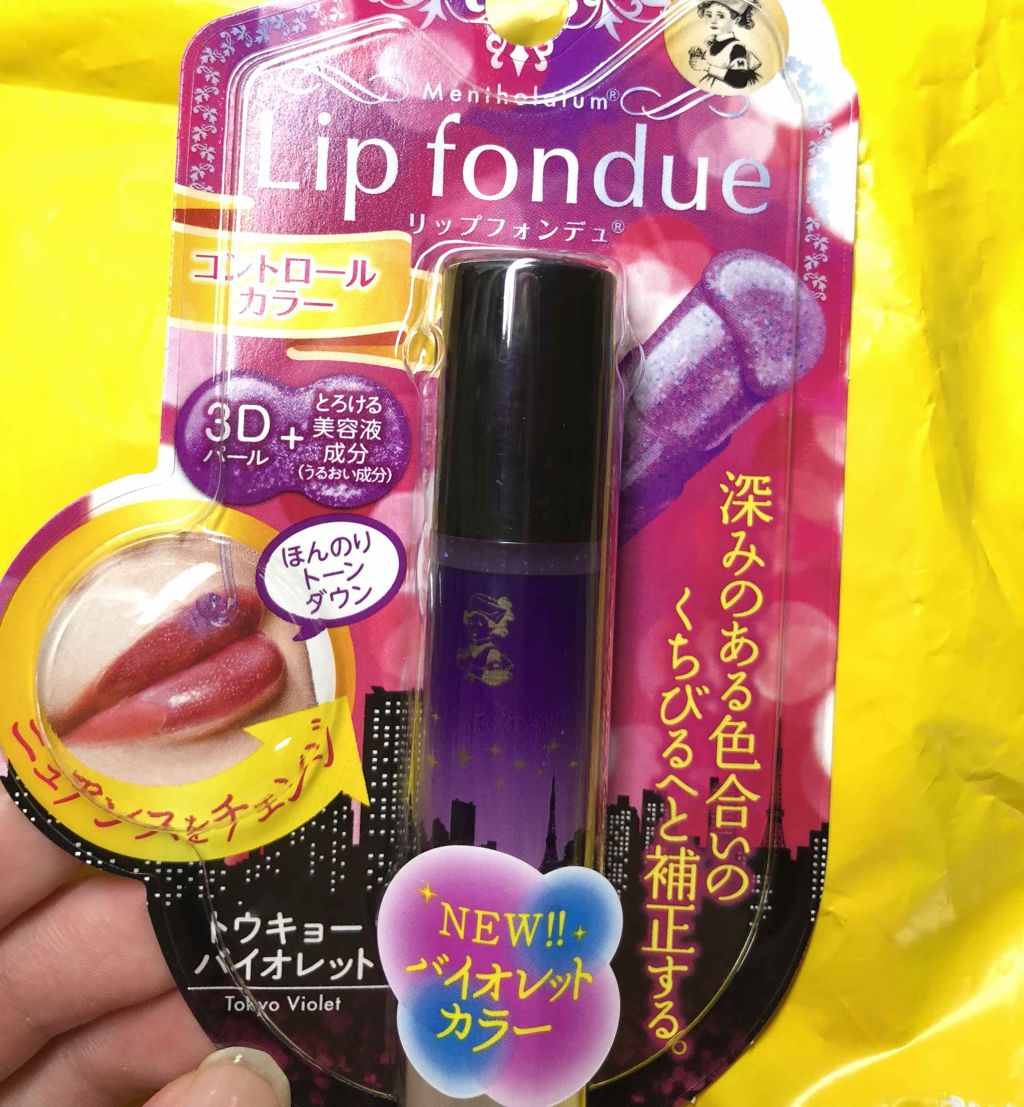 Mentholatum®
Lip fondue
リップフォンデュ®
コントロール
カラー
3D
パール
+
とろける
美容液
成分
(うるおい成分)
ほんのり
トーン
ダウン
ニュアンスをチェンジ
深みのある色合いの
くちびるへと補正する。
トウキョー
バイオレット
Tokyo Violet
NEW!!
バイオレット
カラー
M